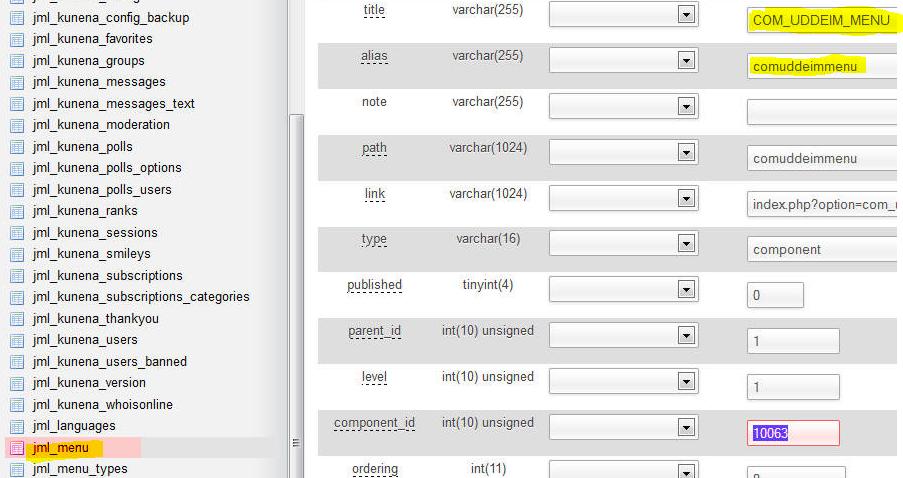 jml_kunena_config_backup
jml_kunena_favorites
jml_kunena_groups
jml_kunena_messages
jml_kunena_messages_text
jml_kunena_moderation
jml_kunena_polls
jml_kunena_polls_options
jml_kunena_polls_users
jml_kunena_ranks
jml_kunena_sessions
jml_kunena_smileys
jml_kunena_subscriptions
jml_kunena_subscriptions_categories
jml_kunena_thankyou
jml_kunena_users
jml_kunena_users_banned
jml_kunena_version
jml_kunena_whoisonline
jml_languages
jml_menu
jml_menu_types
title varchar(255) COM_UDDEIM_MENU
alias varchar(255) comuddeimmenu
note varchar(255)
path varchar(1024) comuddeimmenu
link varchar(1024) index.php?option=com_
type varchar(16) component
published tinyint(4) 0
parent_id int(10) unsigned 1
level int(10) unsigned 1
component_id int(10) unsigned 10063
ordering int(11)